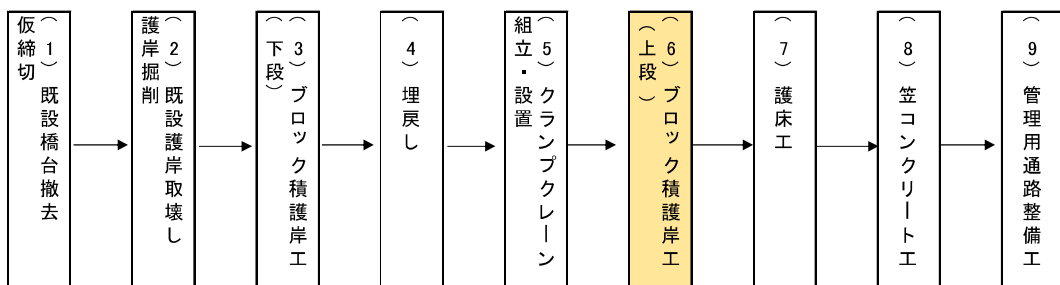 (1) 既設橋台撤去
仮締切
(2) 既設護岸取壊し
護岸掘削
(3) ブロック積護岸工
(下段)
(4) 埋戻し
(5) クランプクレーン
組立・設置
(6) ブロック積護岸工
(上段)
(7) 護床工
(8) 笠コンクリート工
(9) 管理用通路整備工